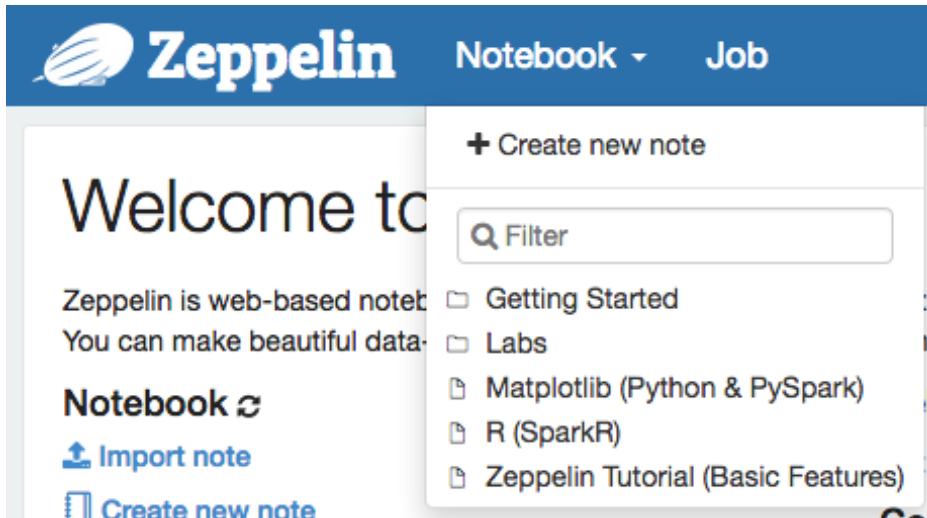 Zeppelin Notebook Job
Create new note
Filter
Getting Started
Labs
Matplotlib (Python & PySpark)
R (SparkR)
Zeppelin Tutorial (Basic Features)
Welcome to
Zeppelin is web-based
You can make beautiful data-
Notebook
Import note
Create new note